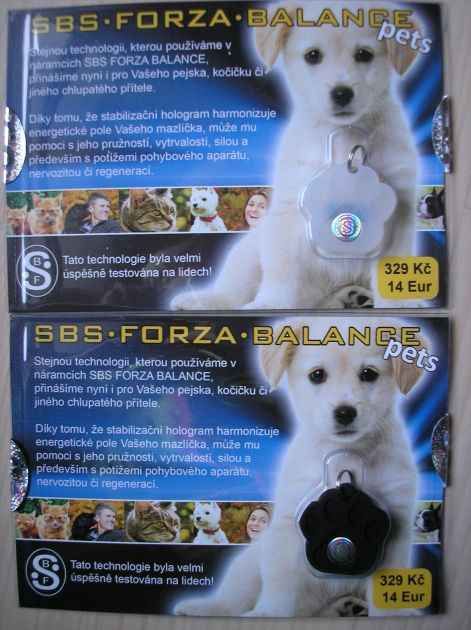 SBS·FORZA·BALANCE
pets
Stejnou technologii, kterou používáme v
náramcích SBS FORZA BALANCE,
přinášíme nyní i pro Vašeho pejska, kočičku či
jiného chlupatého přítele.
Díky tomu, že stabilizační hologram harmonizuje
energetické pole Vašeho mazlíčka, může mu
pomoci s jeho pružností, vytrvalostí, silou a
především s potížemi pohybového aparátu,
nervozitou či regenerací.
B
S
F
Tato technologie byla velmi
úspěšně testována na lidech!
329 Kč
14 Eur
SBS·FORZA·BALANCE
pets
Stejnou technologii, kterou používáme v
náramcích SBS FORZA BALANCE,
přinášíme nyní i pro Vašeho pejska, kočičku či
jiného chlupatého přítele.
Díky tomu, že stabilizační hologram harmonizuje
energetické pole Vašeho mazlíčka, může mu
pomoci s jeho pružností, vytrvalostí, silou a
především s potížemi pohybového aparátu,
nervozitou či regenerací.
B
S
F
Tato technologie byla velmi
úspěšně testována na lidech!
329 Kč
14 Eur